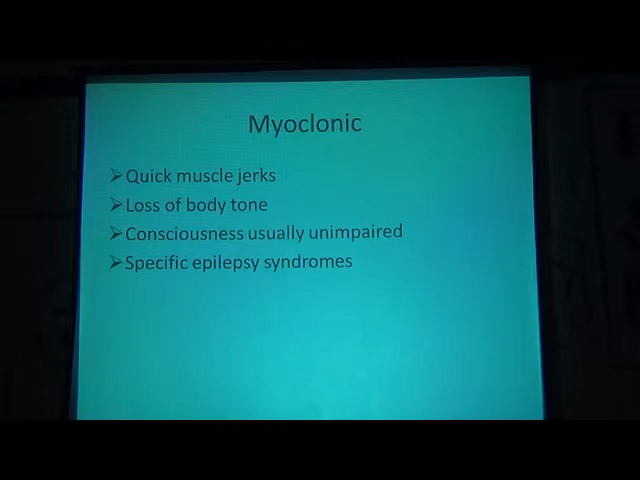 Myoclonic
➢Quick muscle jerks
➢Loss of body tone
➢Consciousness usually unimpaired
➢Specific epilepsy syndromes